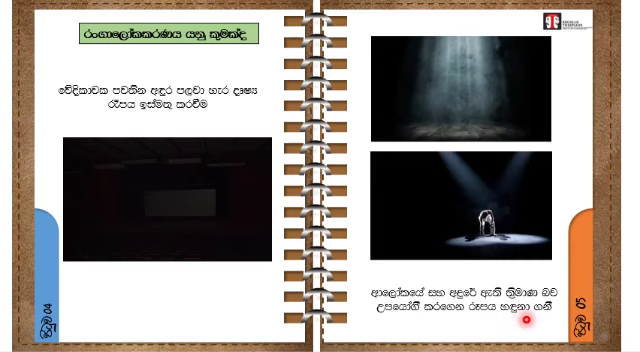 රංගාලෝකකරණය යනු කුමක්ද
වේදිකාවක පවතින අඳුර පලවා හැර දෘෂ්‍ය
රූපය ඉස්මතු කරවීම
පිටුව 04
ආලෝකයේ සහ අඳුරේ ඇති ත්‍රිමාණ බව
උපයෝගී කරගෙන රූපය හඳුනා ගනී
පිටුව 05